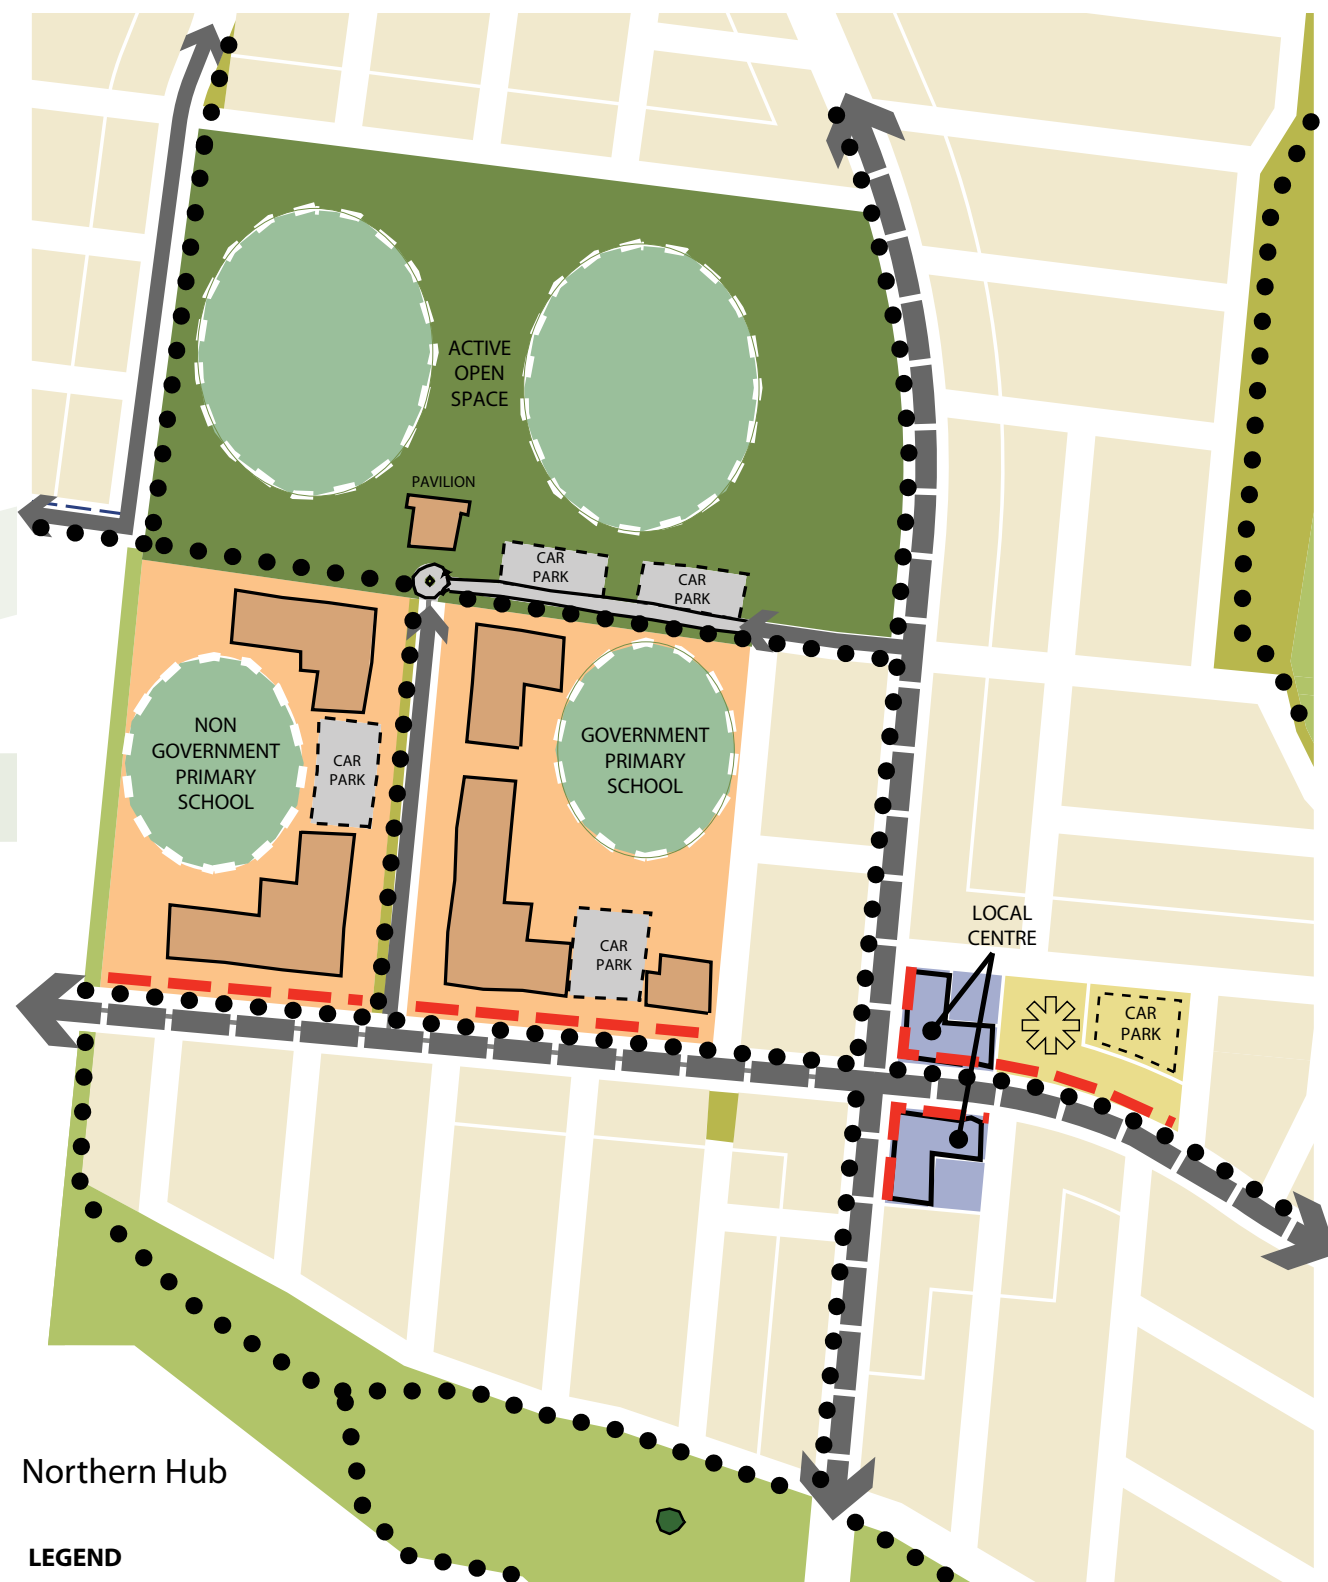 ACTIVE
OPEN
SPACE
PAVILION
CAR
PARK
CAR
PARK
NON
GOVERNMENT
PRIMARY
SCHOOL
CAR
PARK
GOVERNMENT
PRIMARY
SCHOOL
CAR
PARK
LOCAL
CENTRE
CAR
PARK
Northern Hub
LEGEND